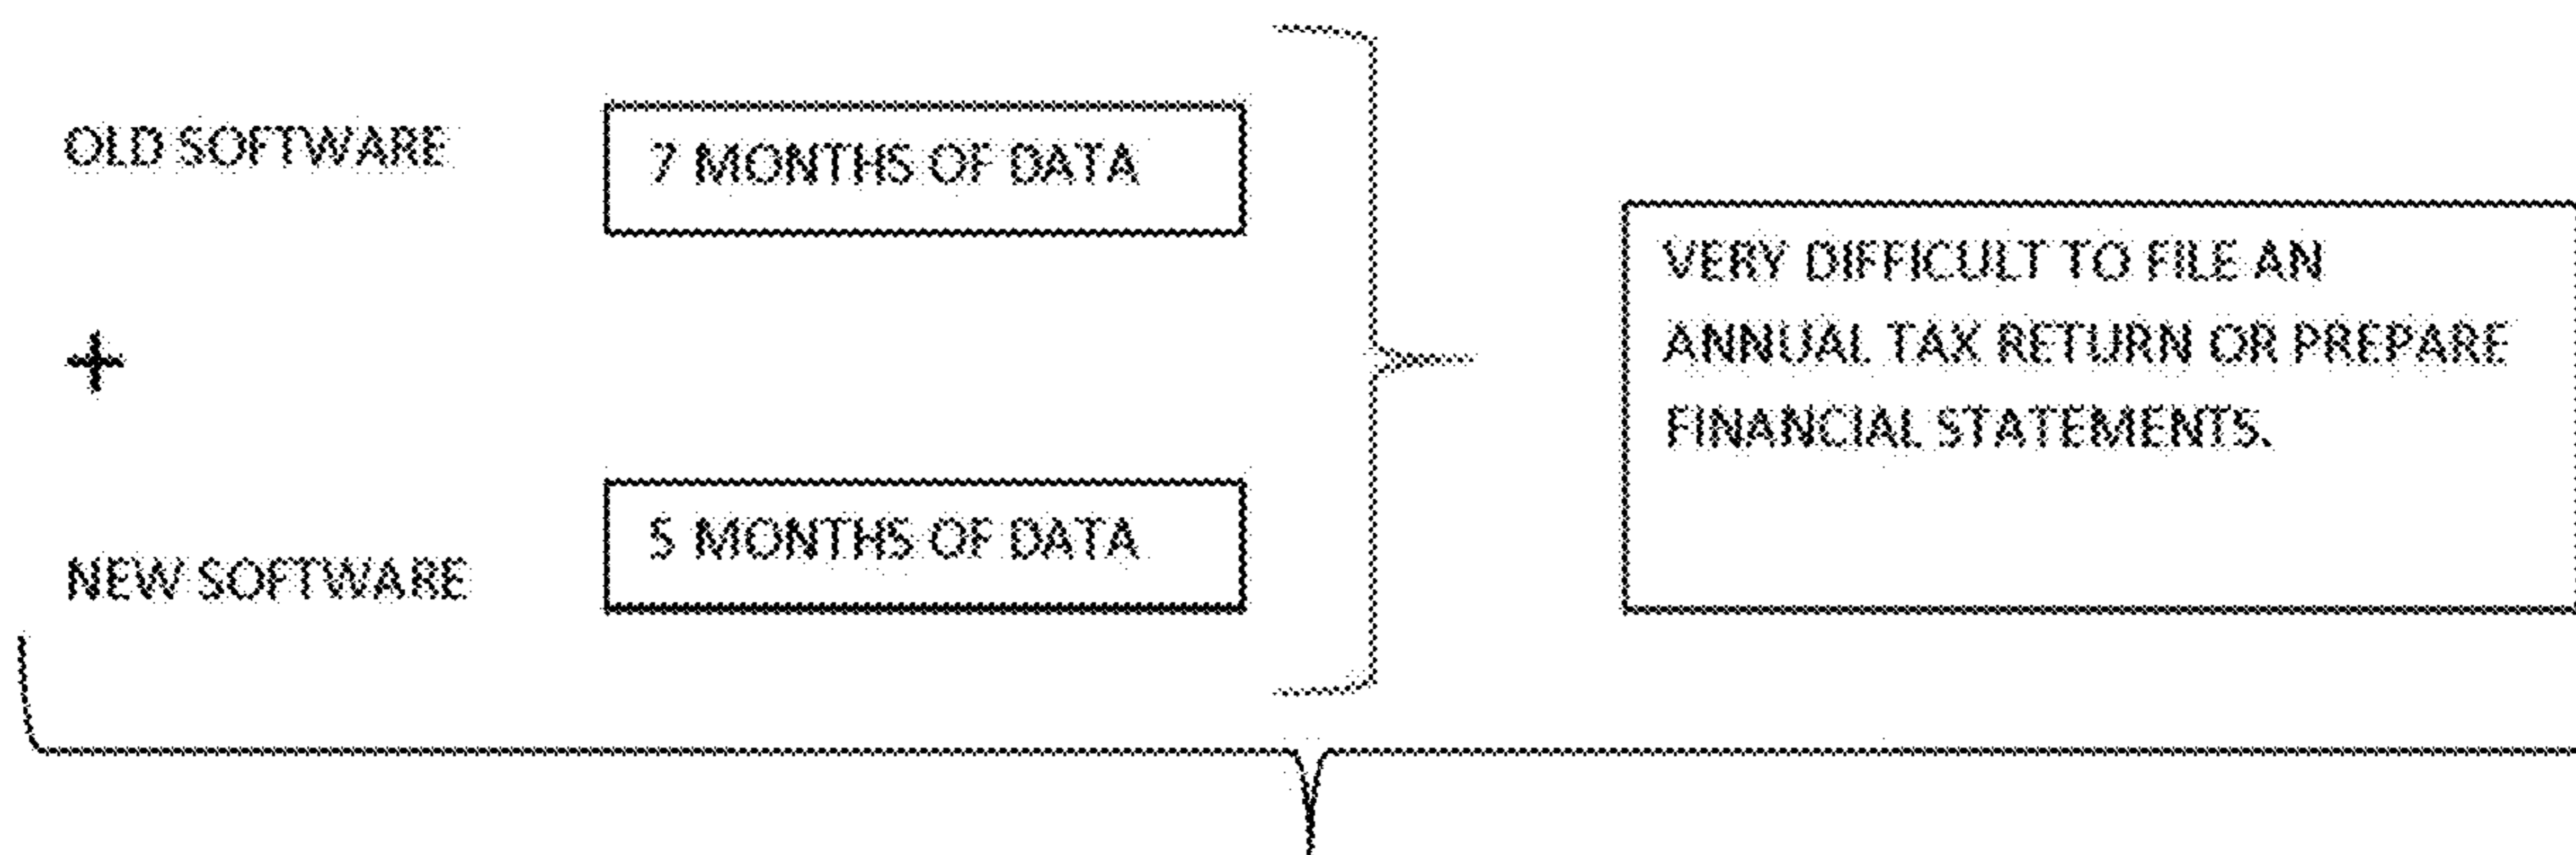 OLD SOFTWARE
7 MONTHS OF DATA
+
NEW SOFTWARE
5 MONTHS OF DATA
VERY DIFFICULT TO FILE AN
ANNUAL TAX RETURN OR PREPARE
FINANCIAL STATEMENTS.